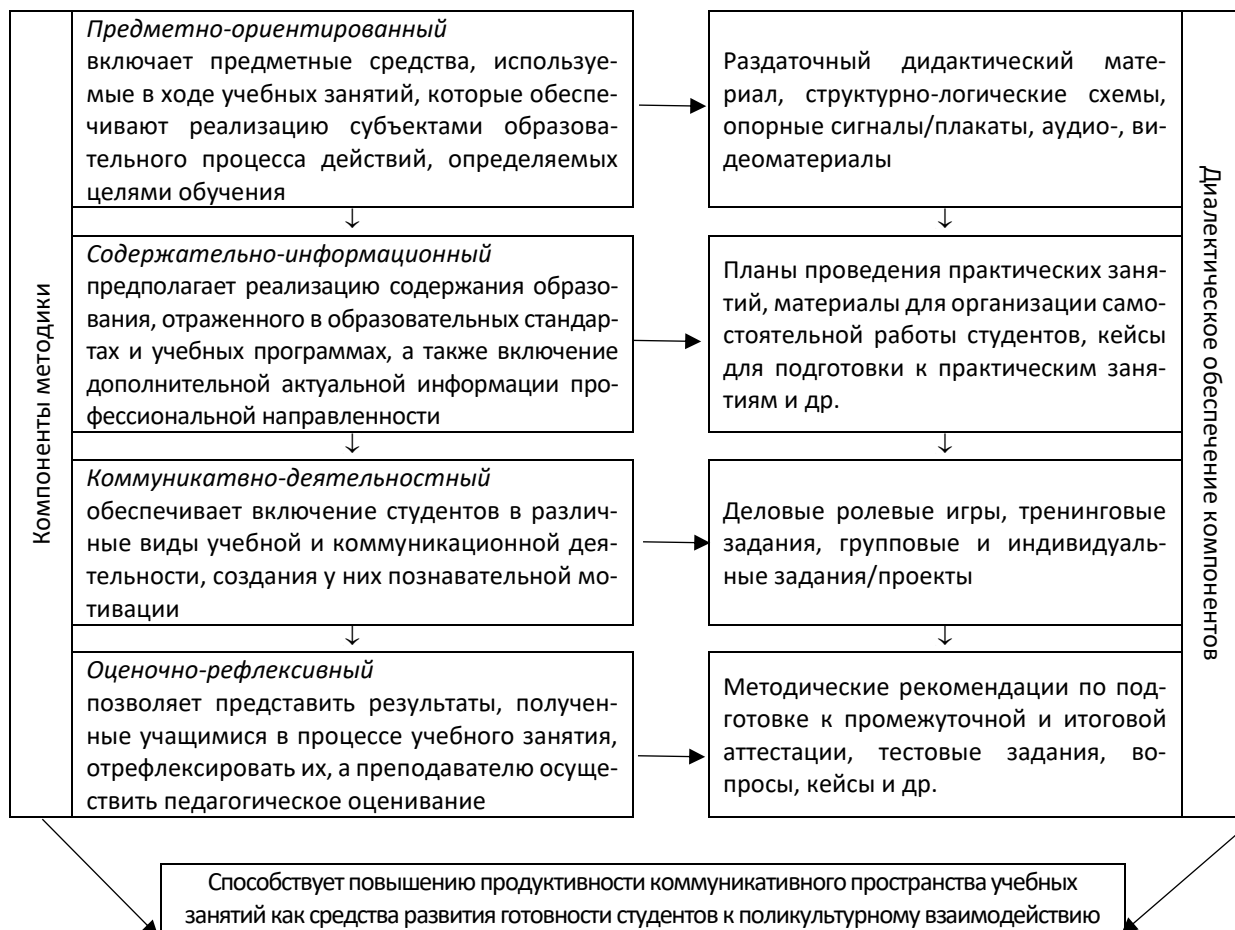 Компоненты методики
Предметно-ориентированный
включает предметные средства, используе-
мые в ходе учебных занятий, которые обеспе-
чивают реализацию субъектами образова-
тельного процесса действий, определяемых
целями обучения
Раздаточный дидактический мате-
риал, структурно-логические схемы,
опорные сигналы/плакаты, аудио-, ви-
деоматериалы
Содержательно-информационный
предполагает реализацию содержания образо-
вания, отраженного в образовательных стандар-
тах и учебных программах, а также включение
дополнительной актуальной информации про-
фессиональной направленности
Планы проведения практических заня-
тий, материалы для организации само-
стоятельной работы студентов, кейсы
для подготовки к практическим заня-
тиям и др.
Коммуникатвно-деятельностный
обеспечивает включение студентов в различ-
ные виды учебной и коммуникационной дея-
тельности, создания у них познавательной мо-
тивации
Деловые ролевые игры, тренинговые
задания, групповые и индивидуаль-
ные задания/проекты
Оценочно-рефлексивный
позволяет представить результаты, получен-
ные учащимися в процессе учебного занятия,
отрефлексировать их, а преподавателю осуще-
ствить педагогическое оценивание
Методические рекомендации по под-
готовке к промежуточной и итоговой
аттестации, тестовые задания, во-
просы, кейсы и др.
Диалектическое обеспечение компонентов
Способствует повышению продуктивности коммуникативного пространства учебных
занятий как средства развития готовности студентов к поликультурному взаимодействию